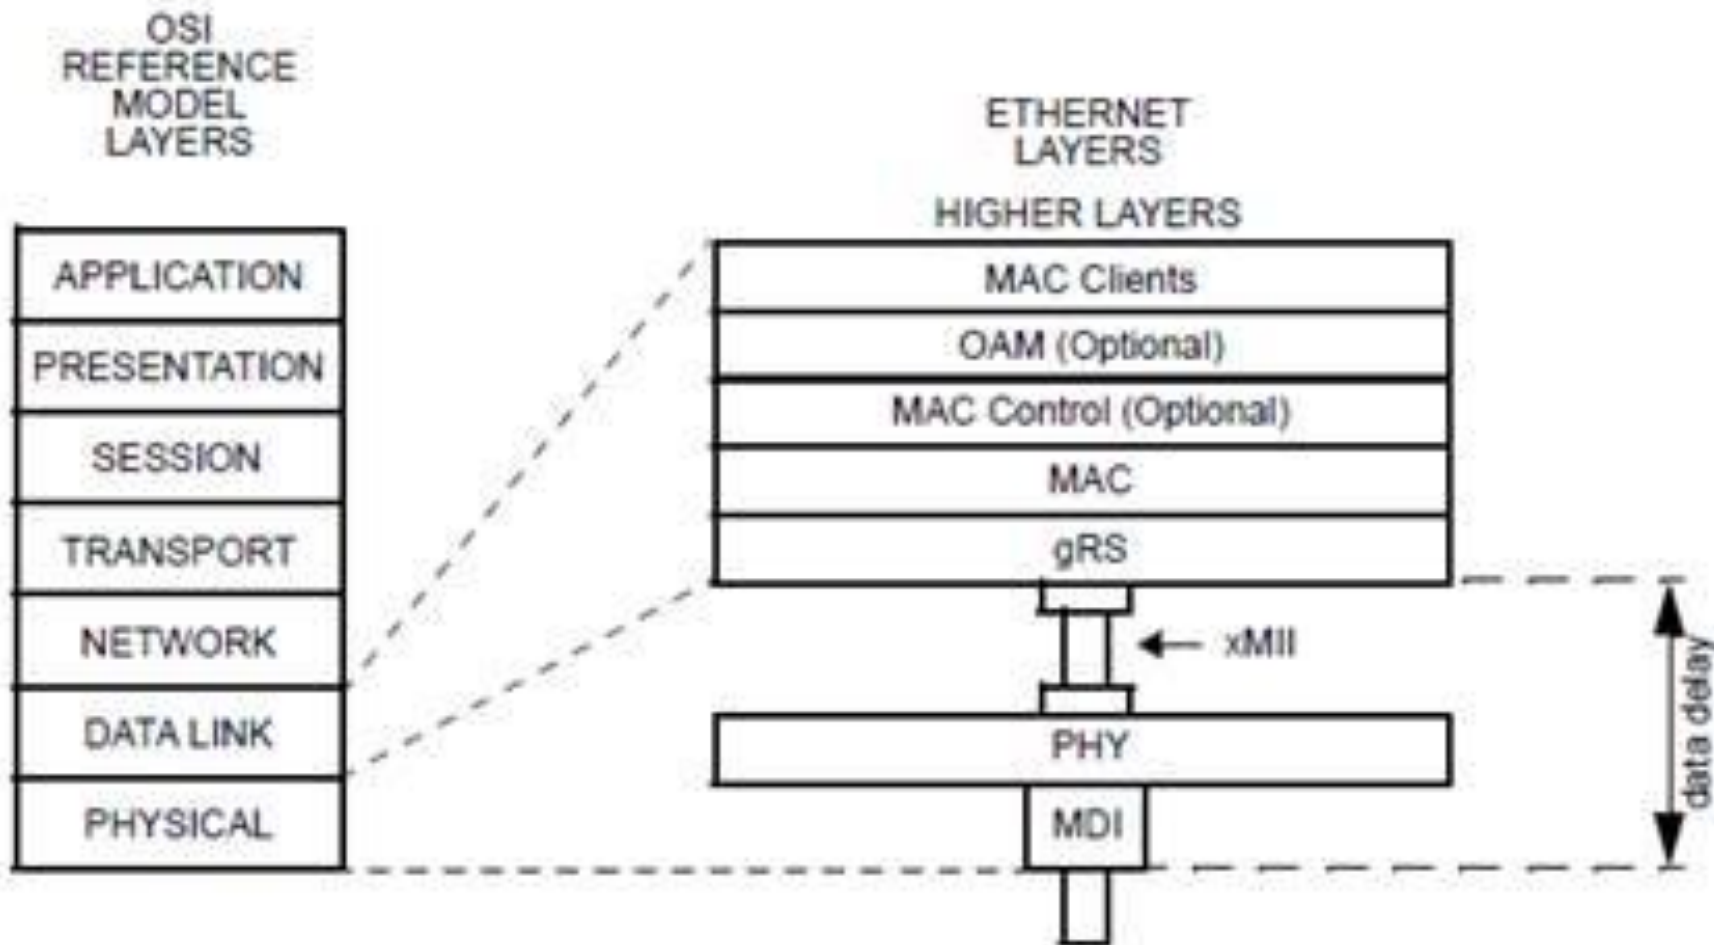 OSI
REFERENCE
MODEL
LAYERS
APPLICATION
PRESENTATION
SESSION
TRANSPORT
NETWORK
DATA LINK
PHYSICAL
ETHERNET
LAYERS
HIGHER LAYERS
MAC Clients
OAM (Optional)
MAC Control (Optional)
MAC
gRS
xMII
PHY
MDI
data delay